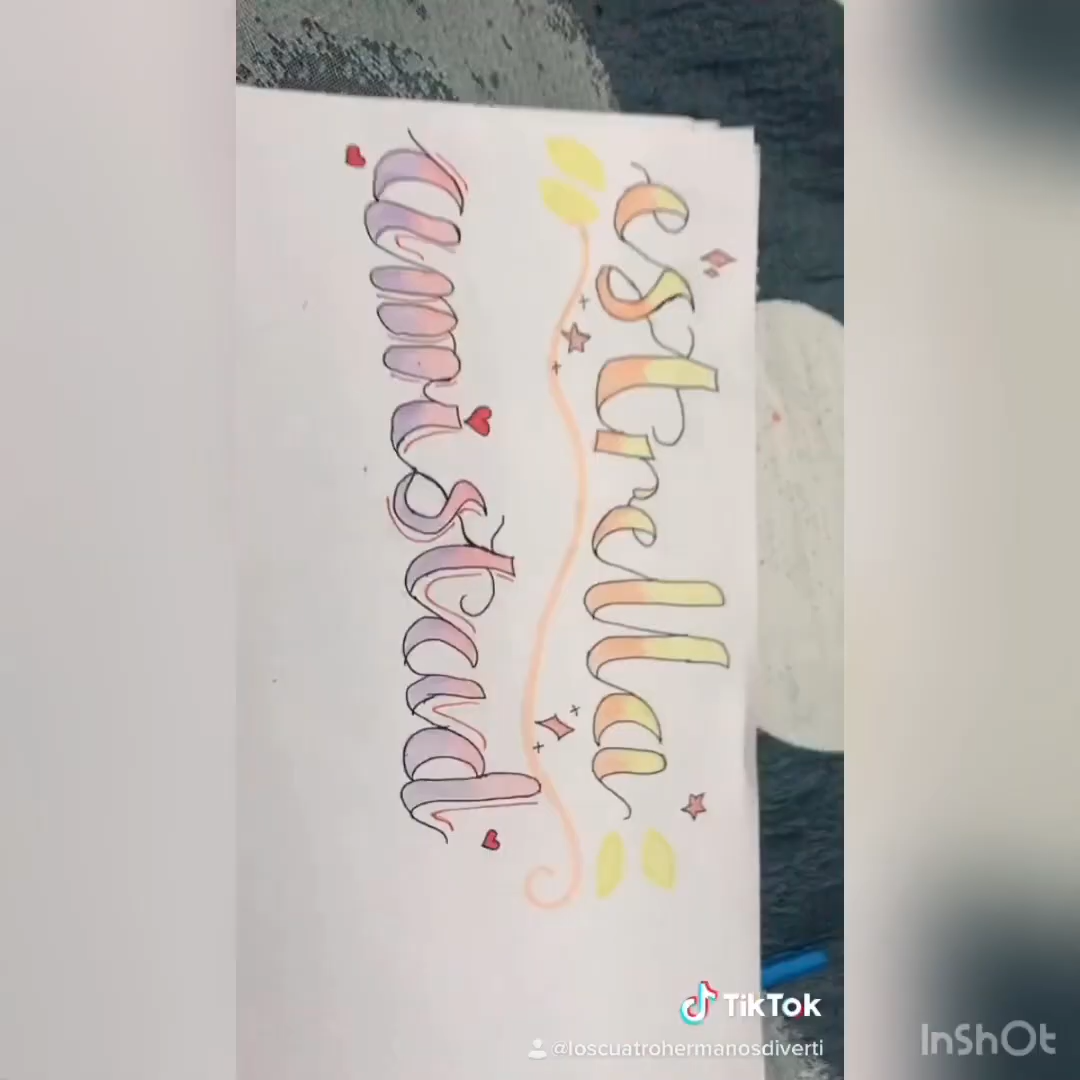 estrella
amistad
TikTok
@loscuatrohermanosdiverti
InShOt